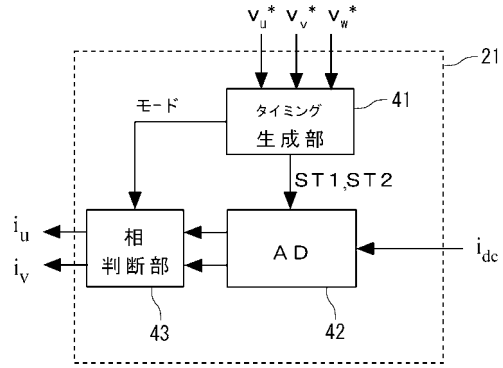 vu* vv* vw*
21
モード
タイミング
生成部
41
ST1,ST2
iu
相
判断部
AD
idc
iv
43
42